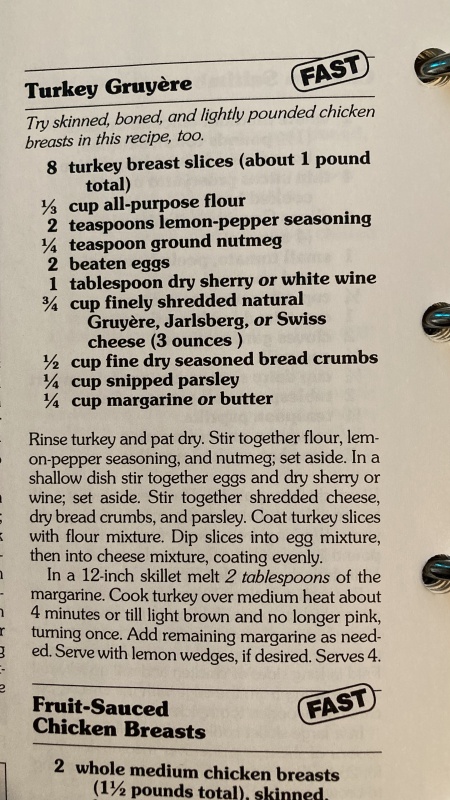 Turkey Gruyère
FAST
Try skinned, boned, and lightly pounded chicken
breasts in this recipe, too.
8 turkey breast slices (about 1 pound
total)
⅓ cup all-purpose flour
2 teaspoons lemon-pepper seasoning
¼ teaspoon ground nutmeg
2 beaten eggs
1 tablespoon dry sherry or white wine
¾ cup finely shredded natural
Gruyère, Jarlsberg, or Swiss
cheese (3 ounces )
½ cup fine dry seasoned bread crumbs
¼ cup snipped parsley
¼ cup margarine or butter
Rinse turkey and pat dry. Stir together flour, lem-
on-pepper seasoning, and nutmeg; set aside. In a
shallow dish stir together eggs and dry sherry or
wine; set aside. Stir together shredded cheese,
dry bread crumbs, and parsley. Coat turkey slices
with flour mixture. Dip slices into egg mixture,
then into cheese mixture, coating evenly.
In a 12-inch skillet melt 2 tablespoons of the
margarine. Cook turkey over medium heat about
4 minutes or till light brown and no longer pink,
turning once. Add remaining margarine as need-
ed. Serve with lemon wedges, if desired. Serves 4.
Fruit-Sauced
Chicken Breasts
FAST
2 whole medium chicken breasts
(1½ pounds total), skinned,